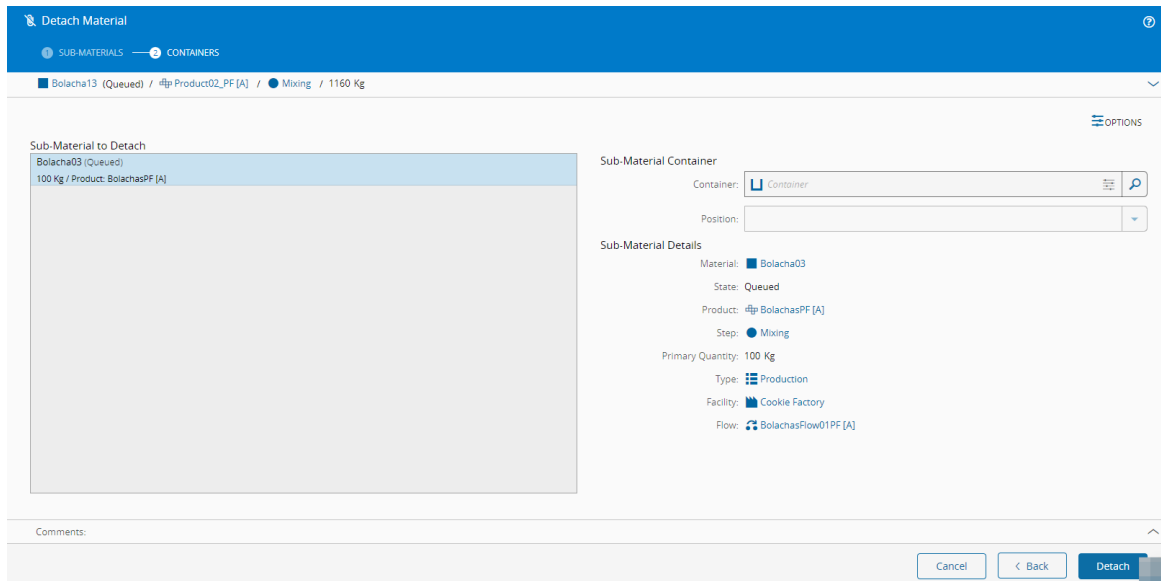 Detach Material
1 SUB-MATERIALS 2 CONTAINERS
Bolacha13 (Queued) / Product02_PF [A] / Mixing / 1160 Kg
OPTIONS
Sub-Material to Detach
Bolacha03 (Queued)
100 Kg / Product: BolachasPF [A]
Sub-Material Container
Container: Container
Position:
Sub-Material Details
Material: Bolacha03
State: Queued
Product: BolachasPF [A]
Step: Mixing
Primary Quantity: 100 Kg
Type: Production
Facility: Cookie Factory
Flow: BolachasFlow01PF [A]
Comments:
Cancel < Back Detach